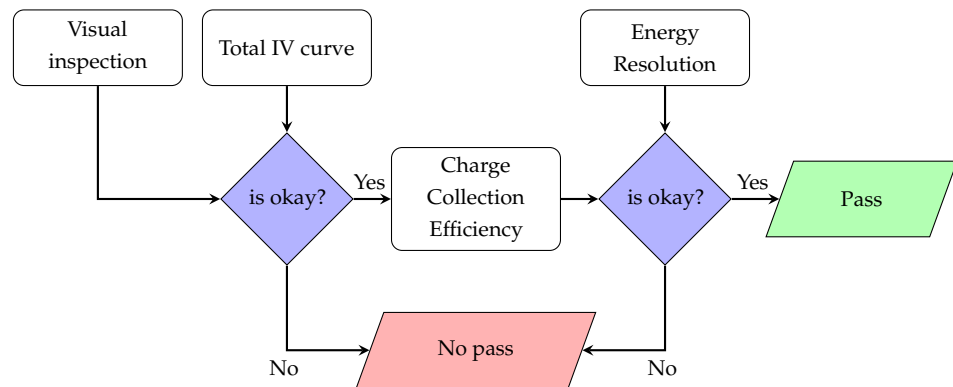 Visual
inspection
Total IV curve
Energy
Resolution
is okay?
Yes
Charge
Collection
Efficiency
is okay?
Yes
Pass
No pass
No
No